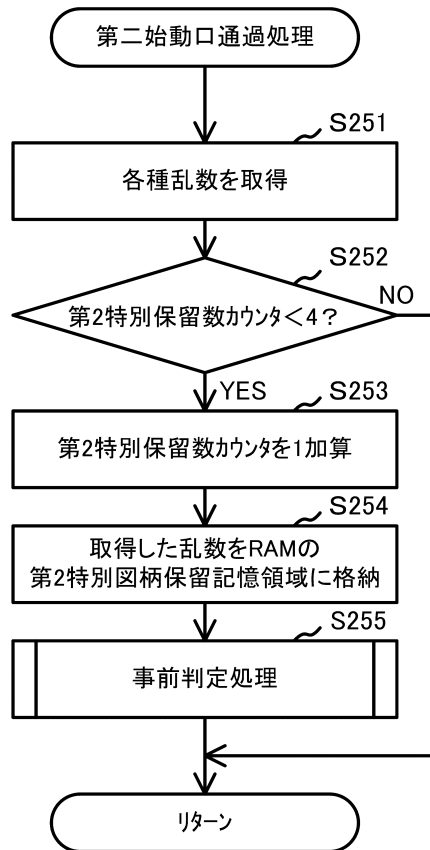 第二始動口通過処理
S251
各種乱数を取得
S252
第2特別保留数カウンタ<4?
NO
YES
S253
第2特別保留数カウンタを1加算
S254
取得した乱数をRAMの
第2特別図柄保留記憶領域に格納
S255
事前判定処理
リターン